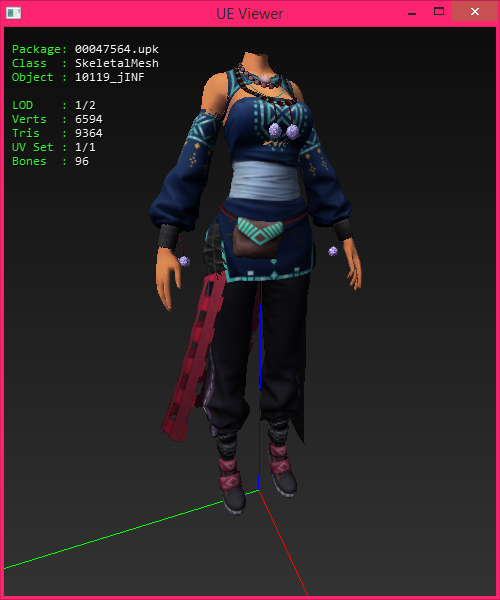 UE Viewer
Package: 00047564.upk
Class  : SkeletalMesh
Object : 10119_jINF
LOD    : 1/2
Verts  : 6594
Tris   : 9364
UV Set : 1/1
Bones  : 96